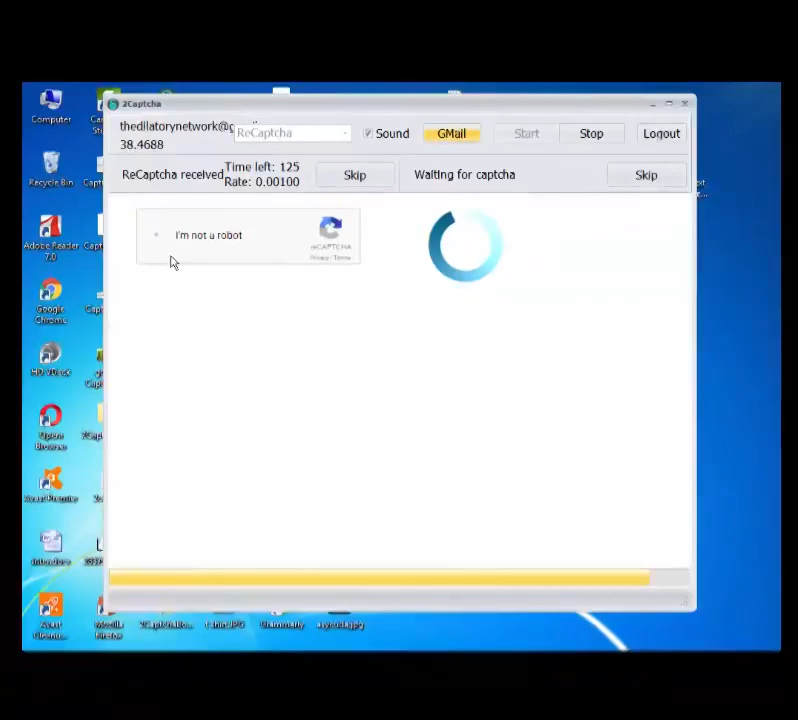 2Captcha
thedilatorynetwork@
38.4688
ReCaptcha
Sound
GMail
Start
Stop
Logout
ReCaptcha received
Time left: 125
Rate: 0.00100
Skip
Waiting for captcha
Skip
I'm not a robot
reCAPTCHA
Privacy - Terms
Computer
Recycle Bin
Adobe Reader
7.0
Google
Chrome
Opera
Browser
Mozilla
Firefox